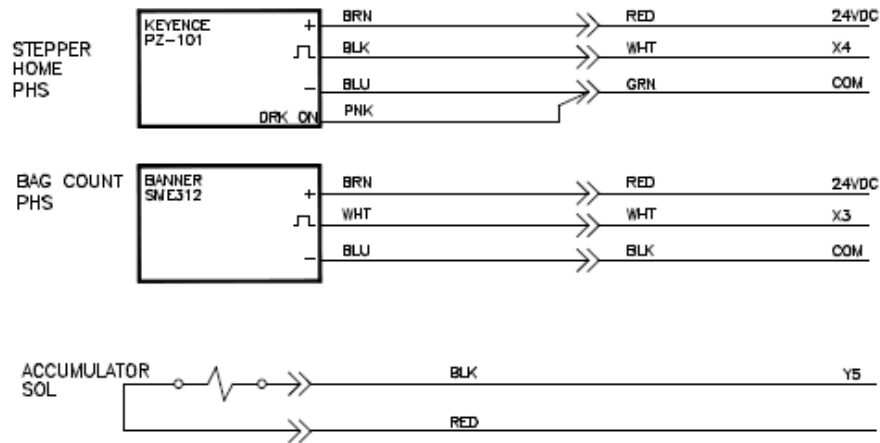 STEPPER
HOME
PHS
KEYENCE
PZ-101
+
-
DRK ON
BRN
RED
24VDC
BLK
WHT
X4
BLU
GRN
COM
PNK
BAG COUNT
PHS
BANNER
SME312
+
-
BRN
RED
24VDC
WHT
WHT
X3
BLU
BLK
COM
ACCUMULATOR
SOL
BLK
Y5
RED